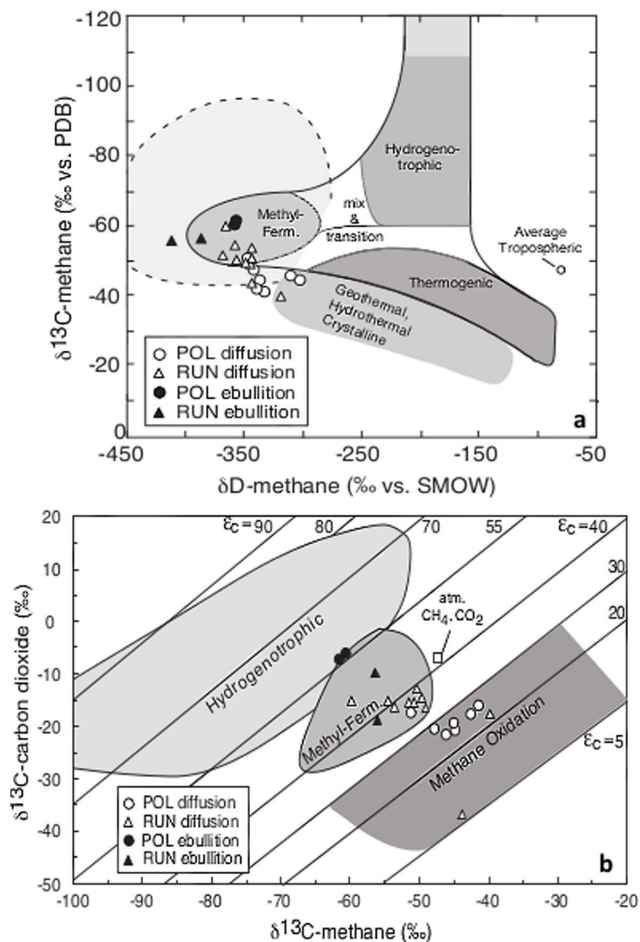 -120
-100
-80
-60
-40
-20
0
δ¹³C-methane (‰ vs. PDB)
Hydrogeno-
trophic
mix
&
transition
Methyl-
Ferm.
Average
Tropospheric
Thermogenic
Geothermal,
Hydrothermal
Crystalline
POL diffusion
RUN diffusion
POL ebullition
RUN ebullition
a
-450 -350 -250 -150 -50
δD-methane (‰ vs. SMOW)
20
10
0
-10
-20
-30
-40
-50
δ¹³C-carbon dioxide (‰)
εc=90 80 70 55 εc=40
30
20
εc=5
atm.
CH₄,CO₂
Hydrogenotrophic
Methyl-Ferm.
Methane Oxidation
POL diffusion
RUN diffusion
POL ebullition
RUN ebullition
b
-100 -90 -80 -70 -60 -50 -40 -30 -20
δ¹³C-methane (‰)